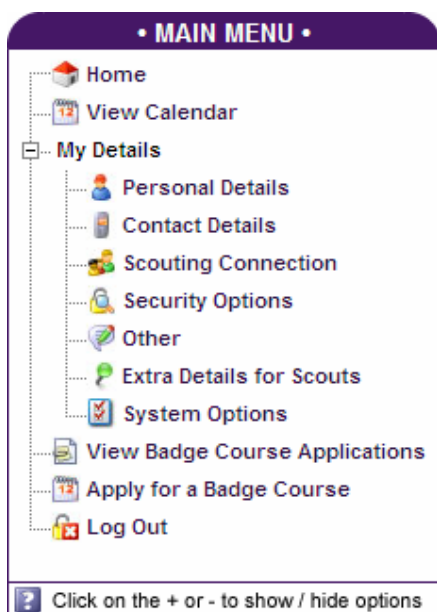 • MAIN MENU •
Home
View Calendar
My Details
Personal Details
Contact Details
Scouting Connection
Security Options
Other
Extra Details for Scouts
System Options
View Badge Course Applications
Apply for a Badge Course
Log Out
? Click on the + or - to show / hide options